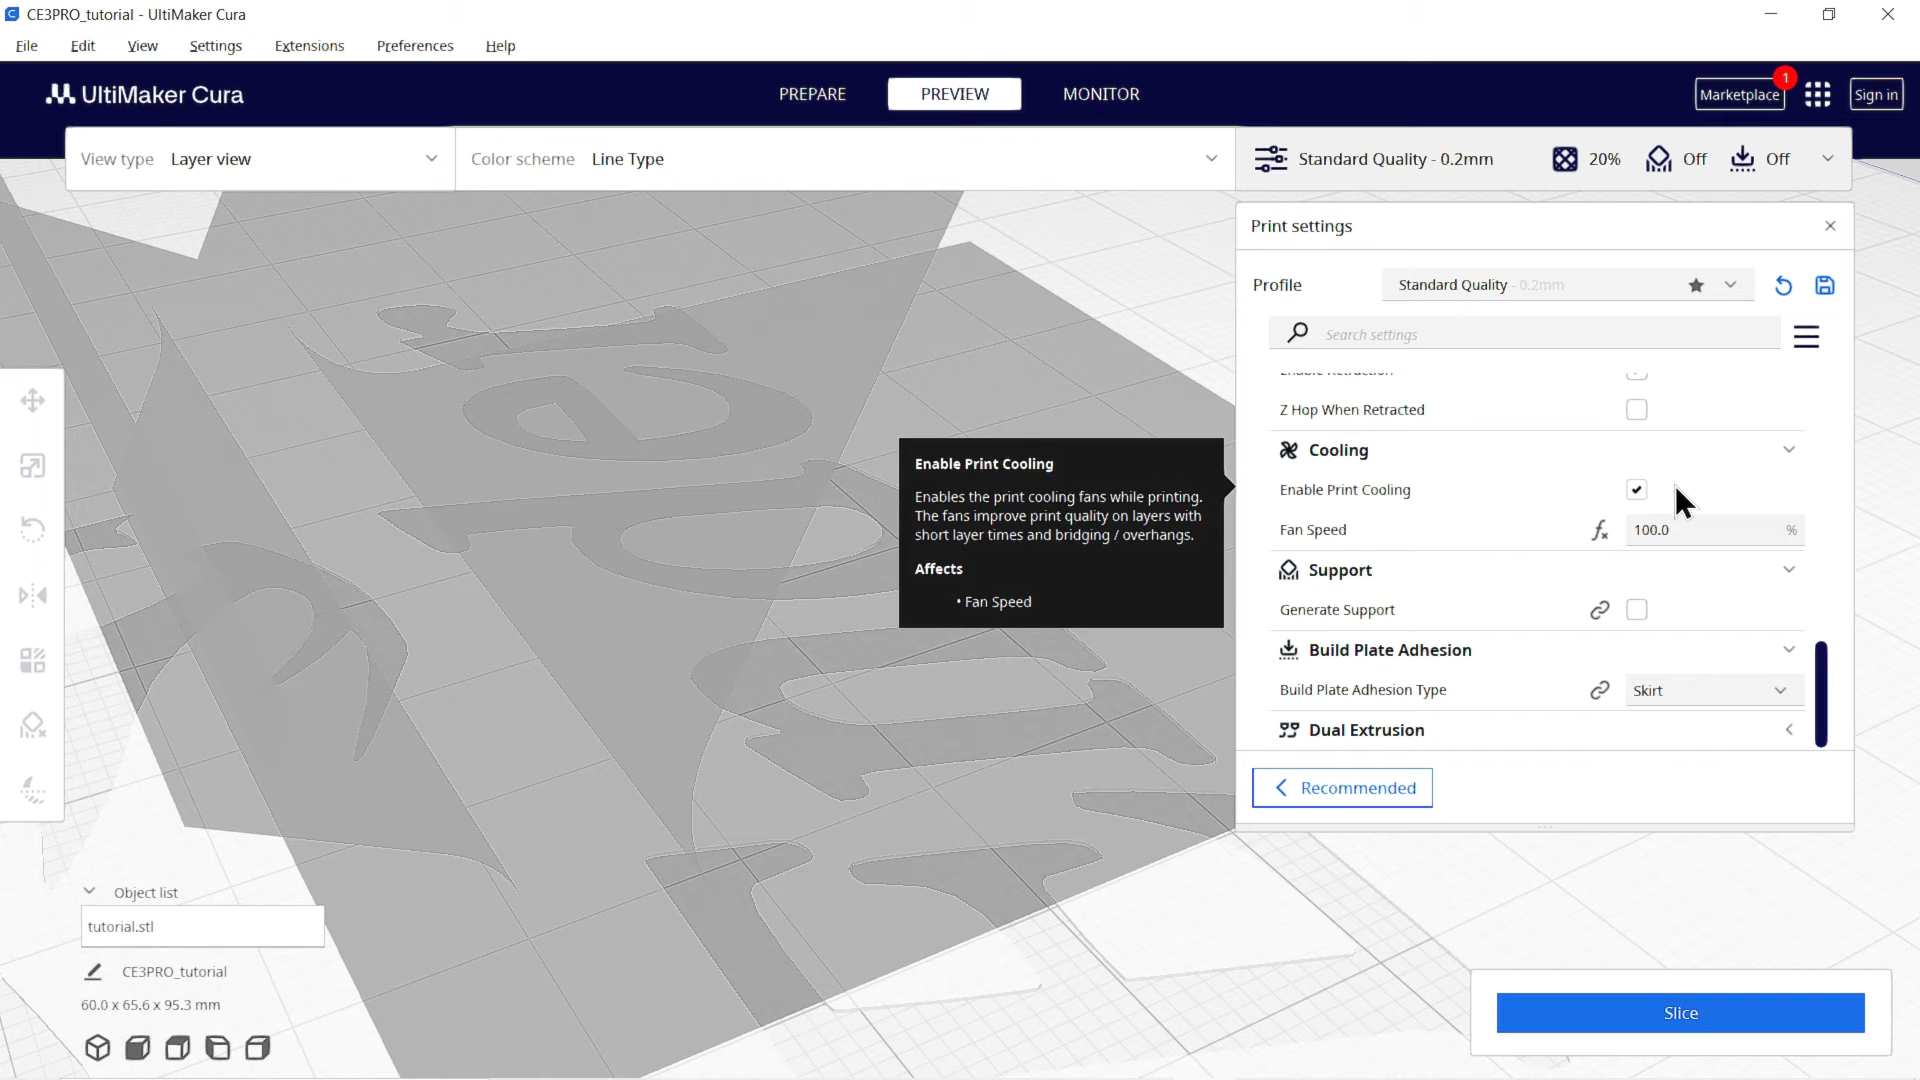 CE3PRO_tutorial - UltiMaker Cura
File Edit View Settings Extensions Preferences Help
UltiMaker Cura
PREPARE PREVIEW MONITOR
Marketplace 1 Sign in
View type Layer view
Color scheme Line Type
Standard Quality - 0.2mm 20% Off Off
Print settings
Profile Standard Quality - 0.2mm
Search settings
Enable Retraction
Z Hop When Retracted
Cooling
Enable Print Cooling
Fan Speed 100.0 %
Support
Generate Support
Build Plate Adhesion
Build Plate Adhesion Type Skirt
Dual Extrusion
Recommended
Enable Print Cooling
Enables the print cooling fans while printing.
The fans improve print quality on layers with
short layer times and bridging / overhangs.
Affects
• Fan Speed
Object list
tutorial.stl
CE3PRO_tutorial
60.0 x 65.6 x 95.3 mm
Slice